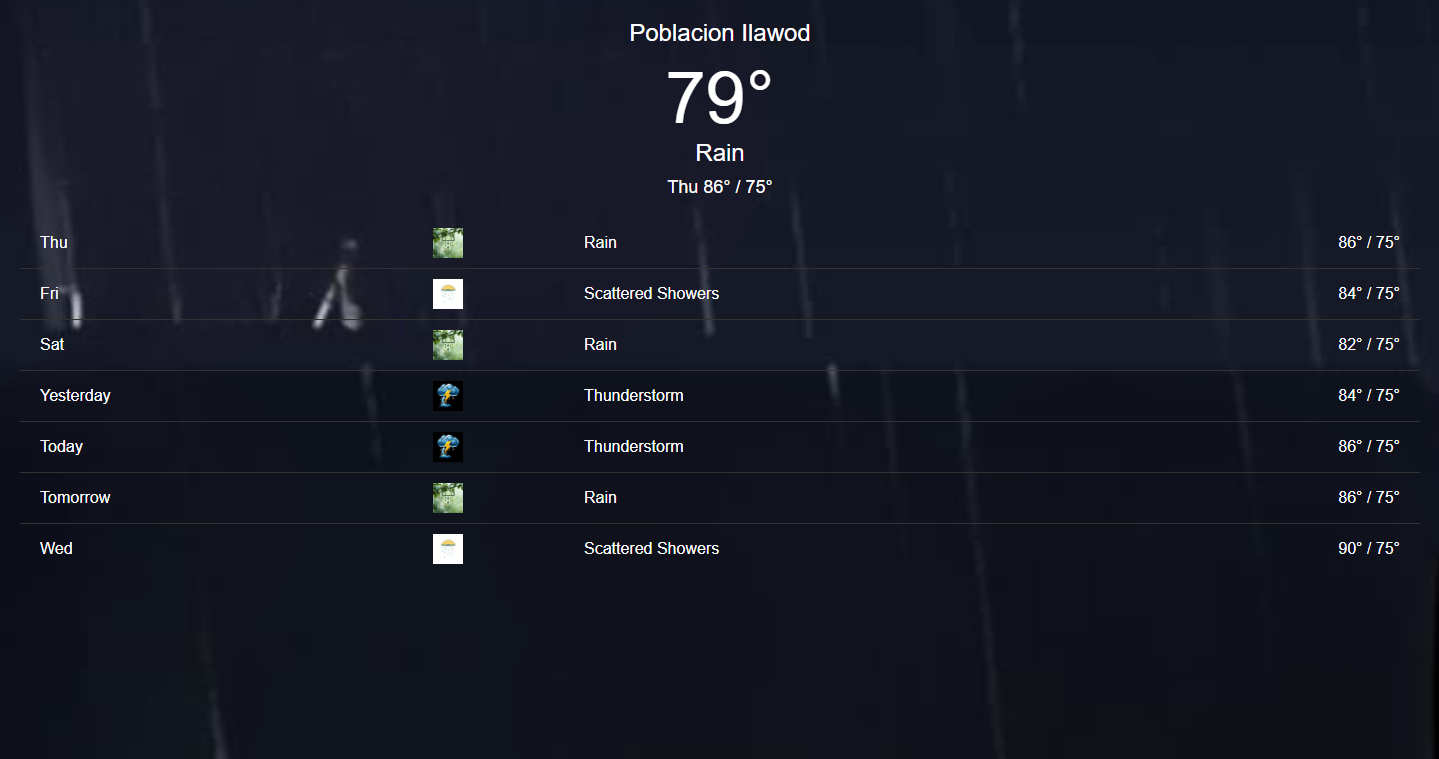 Poblacion Ilawod
79°
Rain
Thu 86° / 75°
Thu Rain 86° / 75°
Fri Scattered Showers 84° / 75°
Sat Rain 82° / 75°
Yesterday Thunderstorm 84° / 75°
Today Thunderstorm 86° / 75°
Tomorrow Rain 86° / 75°
Wed Scattered Showers 90° / 75°